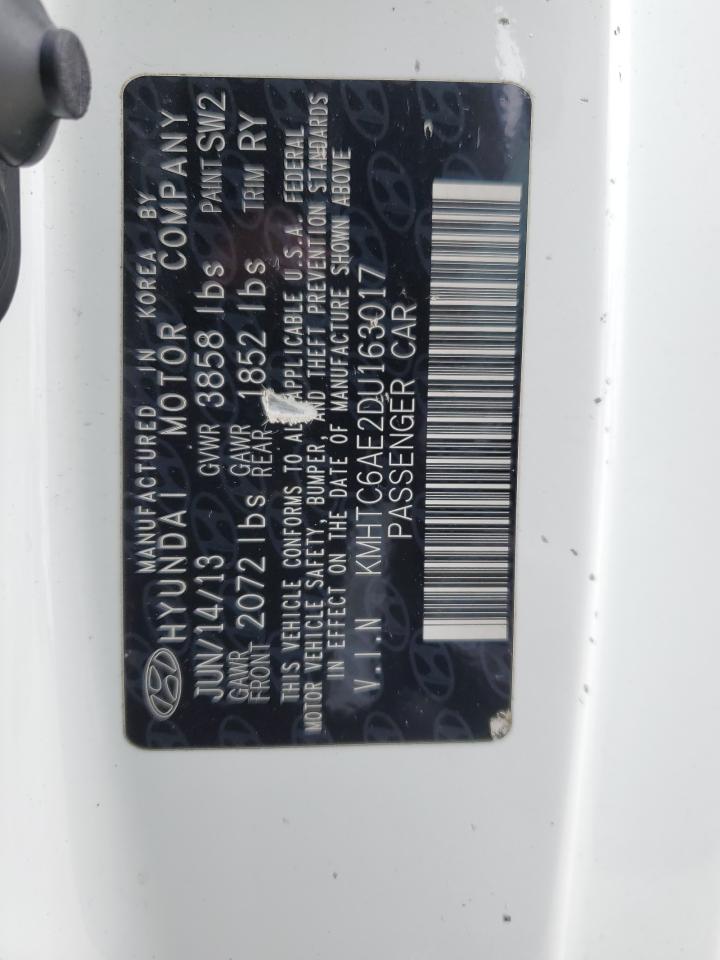 MANUFACTURED IN KOREA BY
HYUNDAI MOTOR COMPANY
JUN/14/13 GVWR 3858 lbs PAINT SW2
GAWR FRONT 2072 lbs GAWR REAR 1852 lbs TRIM RY
THIS VEHICLE CONFORMS TO APPLICABLE U.S.A. FEDERAL
MOTOR VEHICLE SAFETY, BUMPER, AND THEFT PREVENTION STANDARDS
IN EFFECT ON THE DATE OF MANUFACTURE SHOWN ABOVE
V.I.N KMHTC6AE2DU163017
PASSENGER CAR